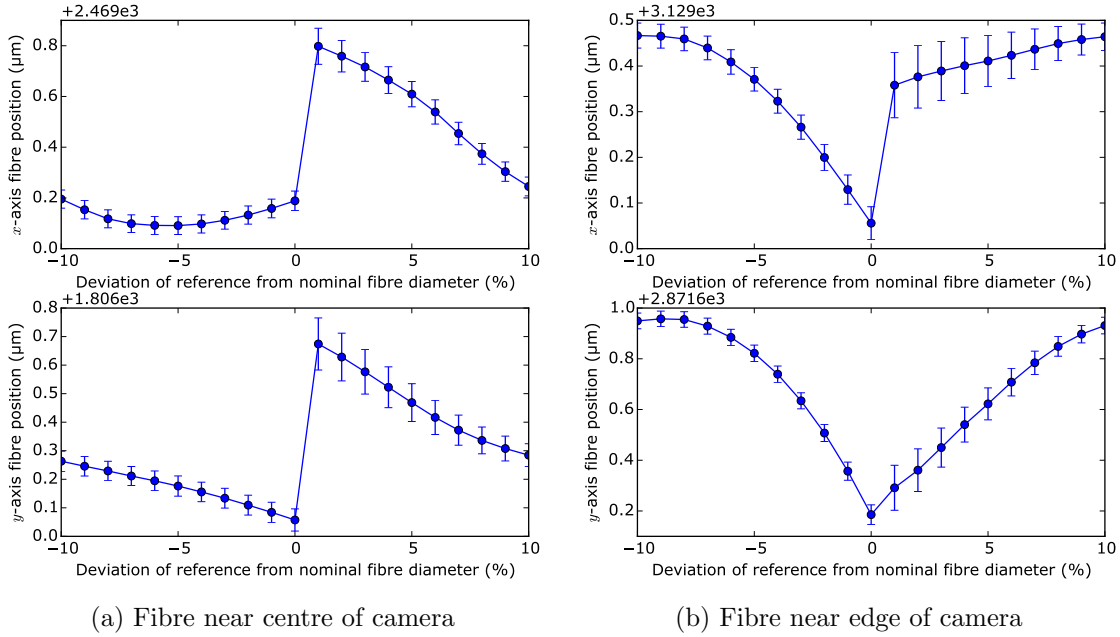 +2.469e3
0.8
0.6
0.4
0.2
0.0
x-axis fibre position (µm)
−10 −5 0 5 10
Deviation of reference from nominal fibre diameter (%)
+3.129e3
0.5
0.4
0.3
0.2
0.1
0.0
x-axis fibre position (µm)
−10 −5 0 5 10
Deviation of reference from nominal fibre diameter (%)
+1.806e3
0.8
0.7
0.6
0.5
0.4
0.3
0.2
0.1
0.0
y-axis fibre position (µm)
−10 −5 0 5 10
Deviation of reference from nominal fibre diameter (%)
+2.8716e3
1.0
0.8
0.6
0.4
0.2
y-axis fibre position (µm)
−10 −5 0 5 10
Deviation of reference from nominal fibre diameter (%)
(a) Fibre near centre of camera
(b) Fibre near edge of camera